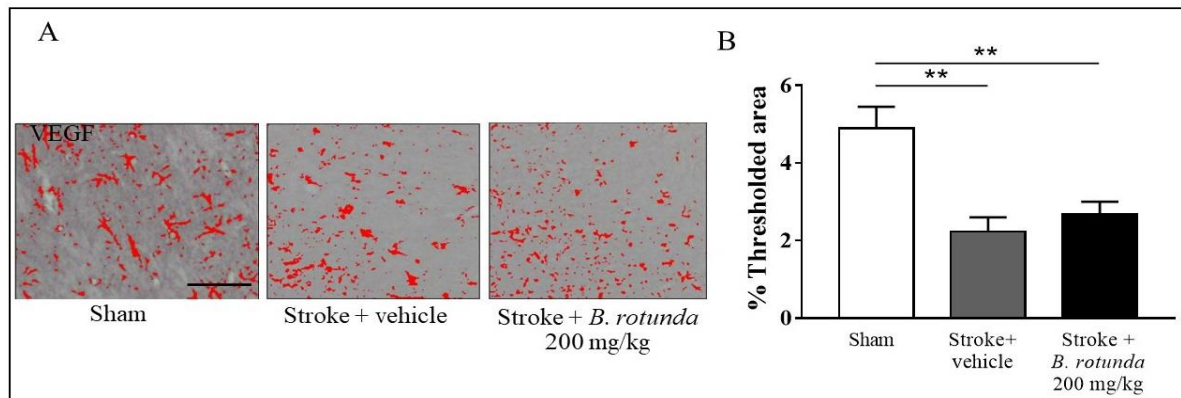 A
VEGF
Sham
Stroke + vehicle
Stroke + B. rotunda
200 mg/kg
B
**
**
% Thresholded area
6
4
2
0
Sham
Stroke+
vehicle
Stroke +
B. rotunda
200 mg/kg